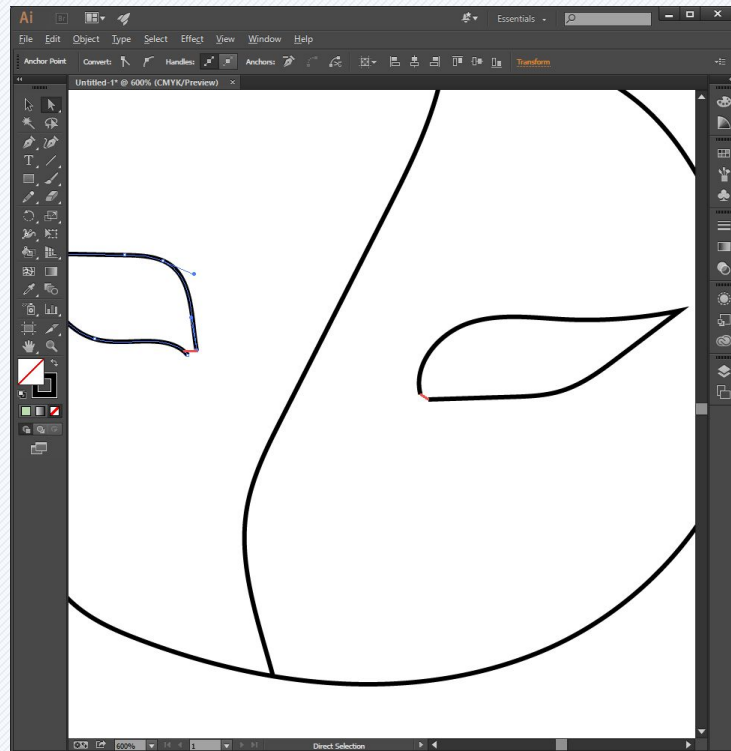 Ai Br Essentials
File Edit Object Type Select Effect View Window Help
Anchor Point Convert: Handles: Anchors: Transform
Untitled-1* @ 600% (CMYK/Preview) ×
T
600% 1 Direct Selection